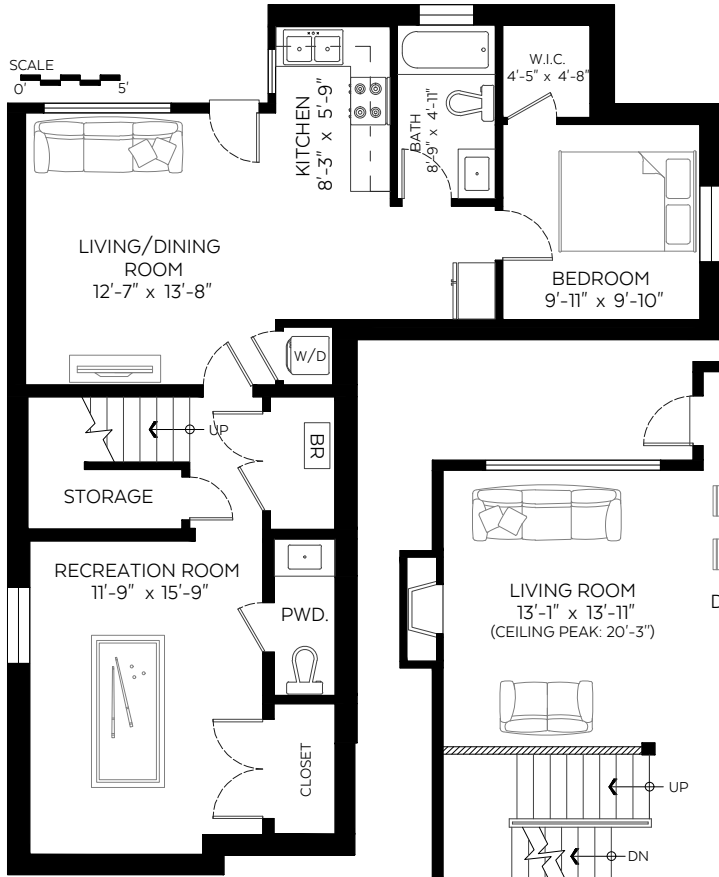 SCALE
0' 5'
KITCHEN
8'-3" x 5'-9"
BATH
8'-9" x 4'-11"
W.I.C.
4'-5" x 4'-8"
LIVING/DINING
ROOM
12'-7" x 13'-8"
BEDROOM
9'-11" x 9'-10"
W/D
UP
BR
STORAGE
RECREATION ROOM
11'-9" x 15'-9"
PWD.
CLOSET
LIVING ROOM
13'-1" x 13'-11"
(CEILING PEAK: 20'-3")
D
UP
DN